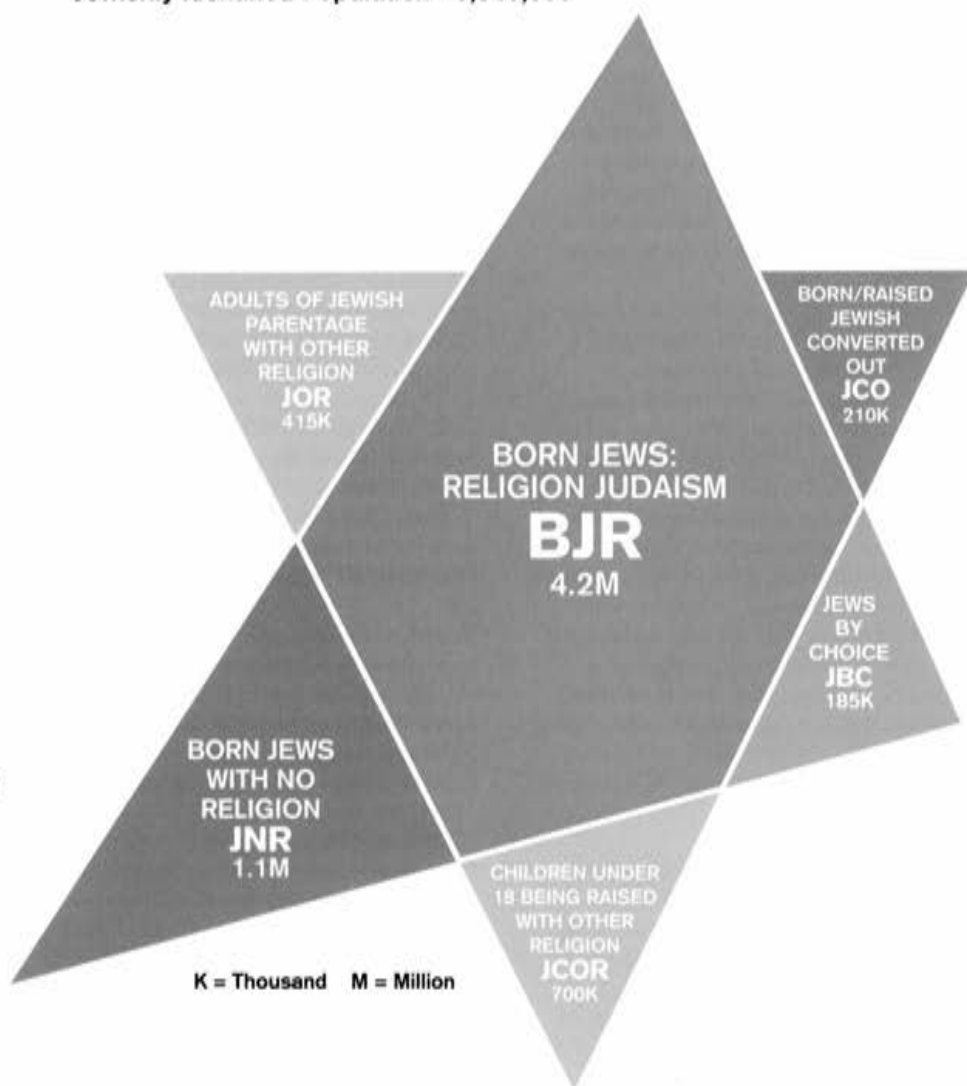 ADULTS OF JEWISH
PARENTAGE
WITH OTHER
RELIGION
JOR
415K
BORN/RAISED
JEWISH
CONVERTED
OUT
JCO
210K
BORN JEWS:
RELIGION JUDAISM
BJR
4.2M
JEWS
BY
CHOICE
JBC
185K
BORN JEWS
WITH NO
RELIGION
JNR
1.1M
CHILDREN UNDER
18 BEING RAISED
WITH OTHER
RELIGION
JCOR
700K
K = Thousand M = Million